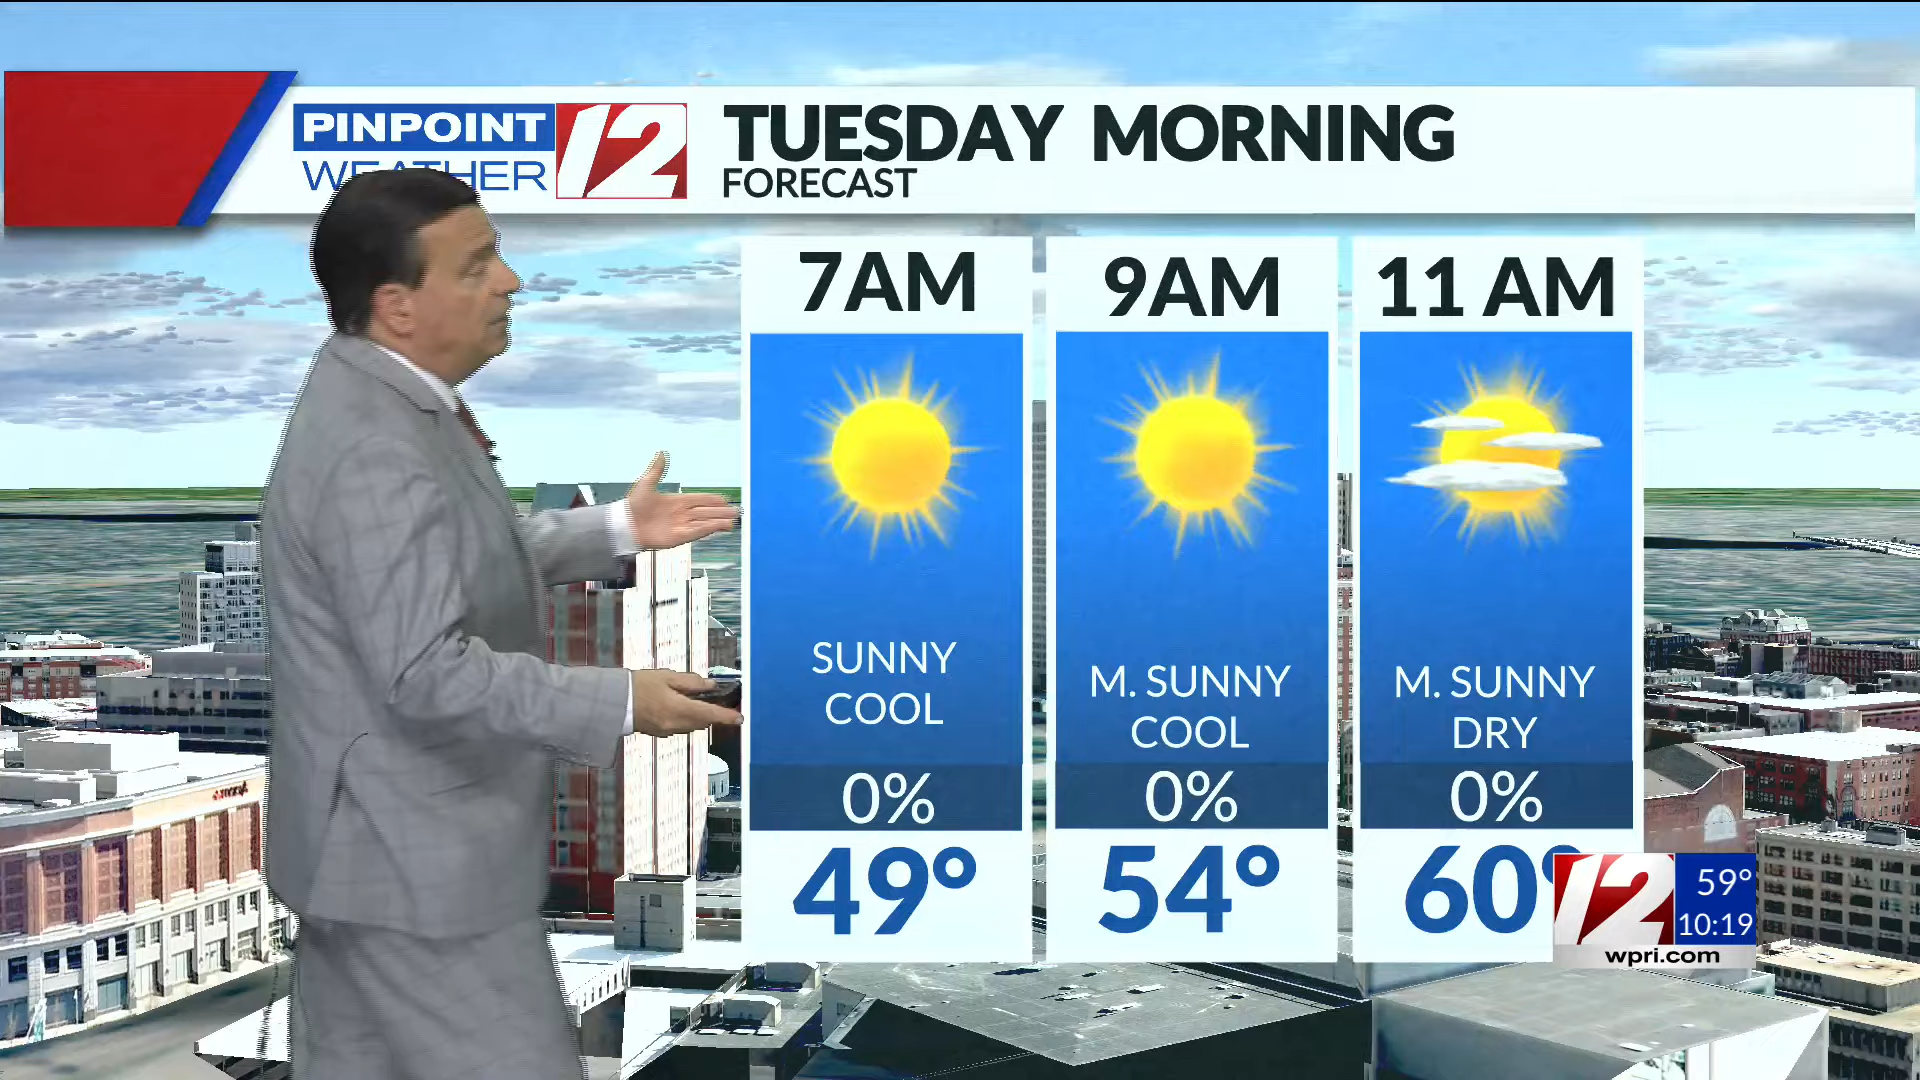 PINPOINT
WEATHER
12
TUESDAY MORNING
FORECAST
7AM
9AM
11 AM
SUNNY
COOL
M. SUNNY
COOL
M. SUNNY
DRY
0%
0%
0%
49°
54°
60°
12
59°
10:19
wpri.com